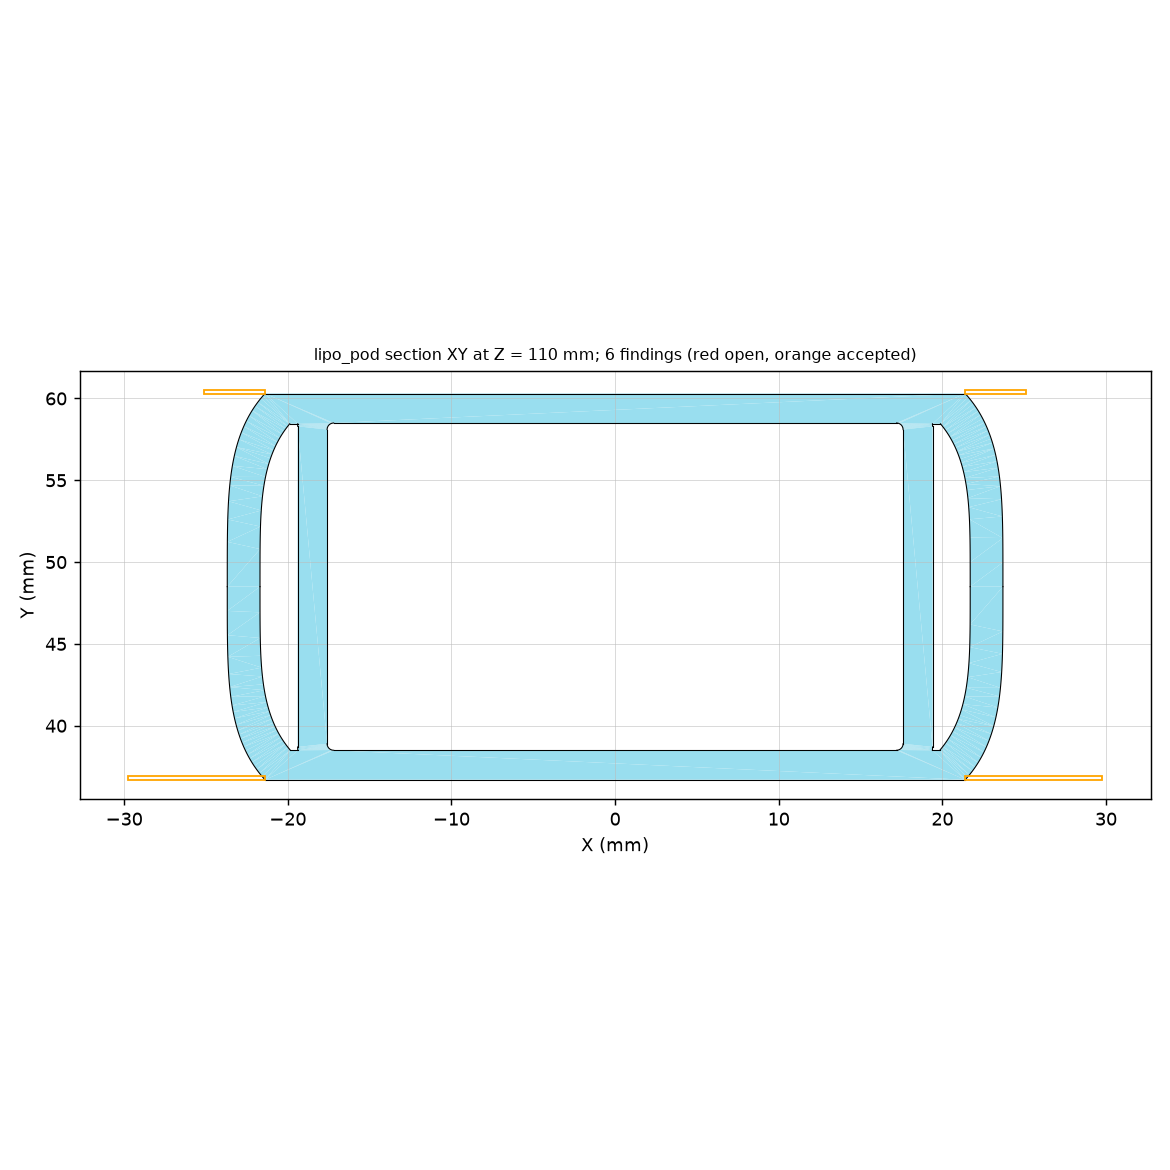 lipo_pod section XY at Z = 110 mm; 6 findings (red open, orange accepted)
60
55
50
45
40
Y (mm)
−30 −20 −10 0 10 20 30
X (mm)